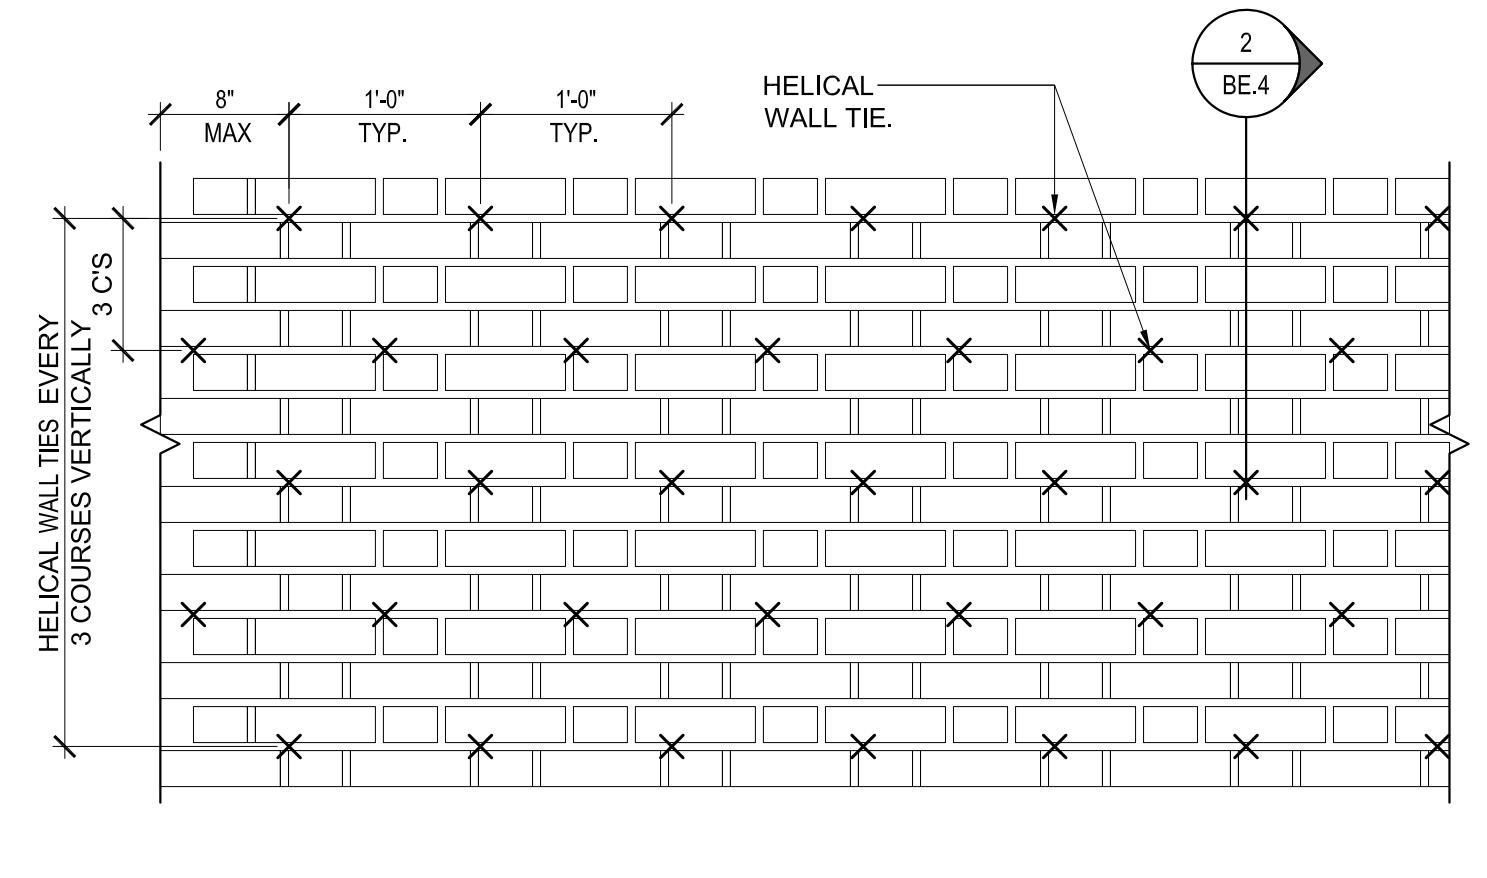 2
BE.4
HELICAL
WALL TIE.
8"
MAX
1'-0"
TYP.
1'-0"
TYP.
3 C'S
HELICAL WALL TIES EVERY
3 COURSES VERTICALLY